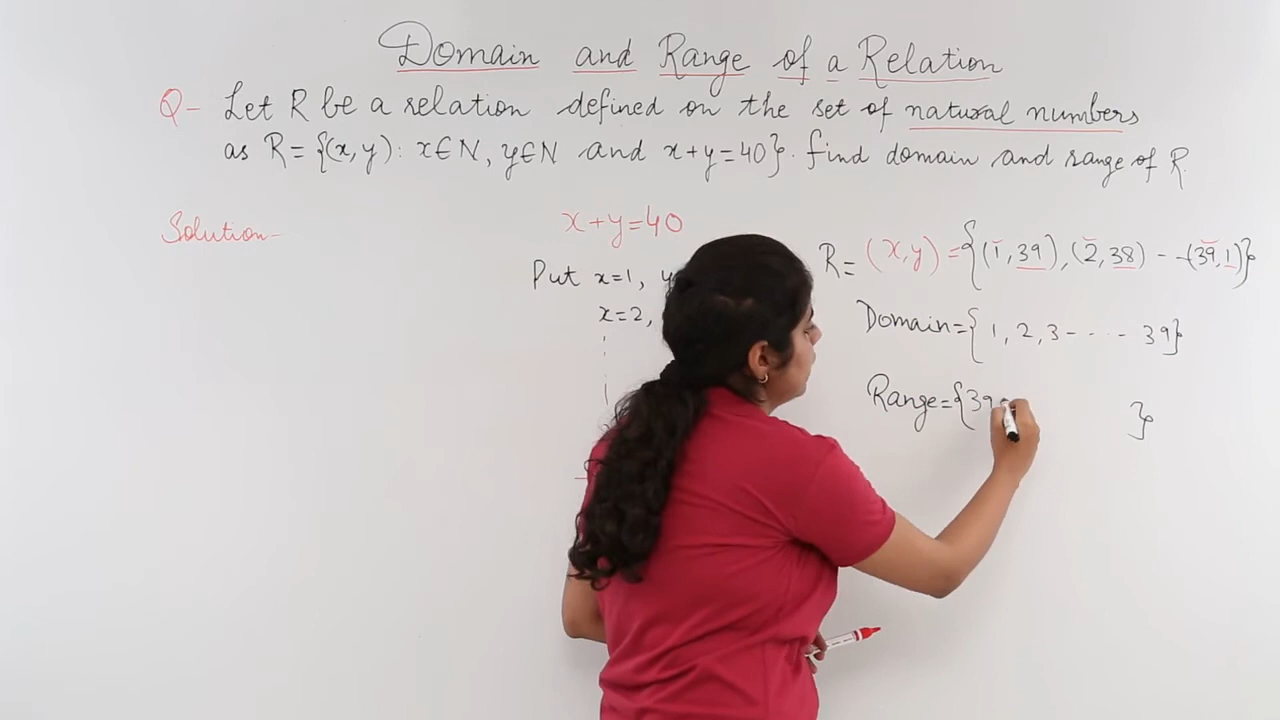 Domain and Range of a Relation
Q- Let R be a relation defined on the set of natural numbers
as R={(x,y): x∈N, y∈N and x+y=40}. find domain and range of R.
Solution-
x+y=40
Put x=1, y
x=2,
R= (x,y) ={(1,39),(2,38) - -(39,1)}
Domain={ 1, 2, 3 - - - - 39}
Range={39 }